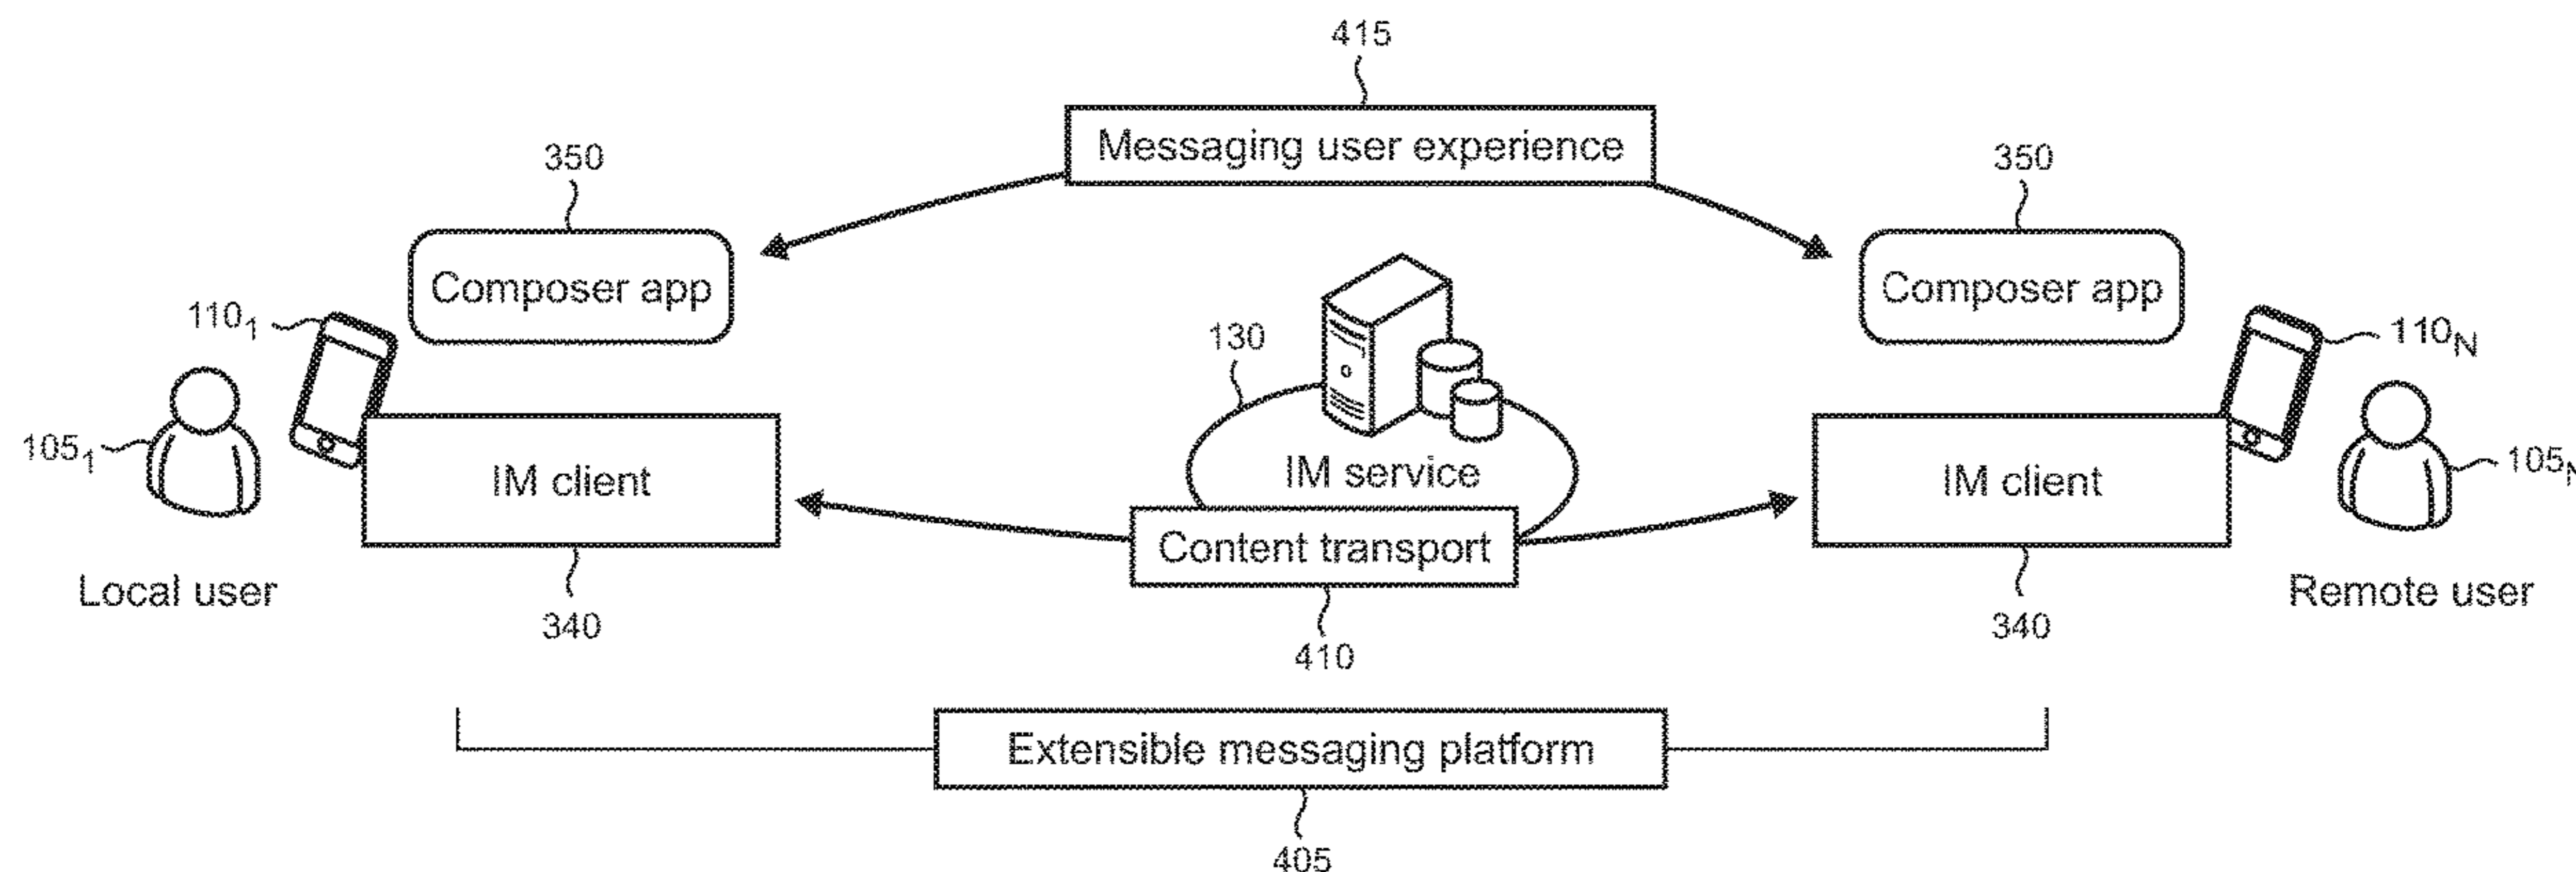 415
Messaging user experience
350
350
Composer app
Composer app
110₁
130
110N
105₁
IM client
IM service
IM client
105N
Content transport
Local user
340
410
340
Remote user
Extensible messaging platform
405